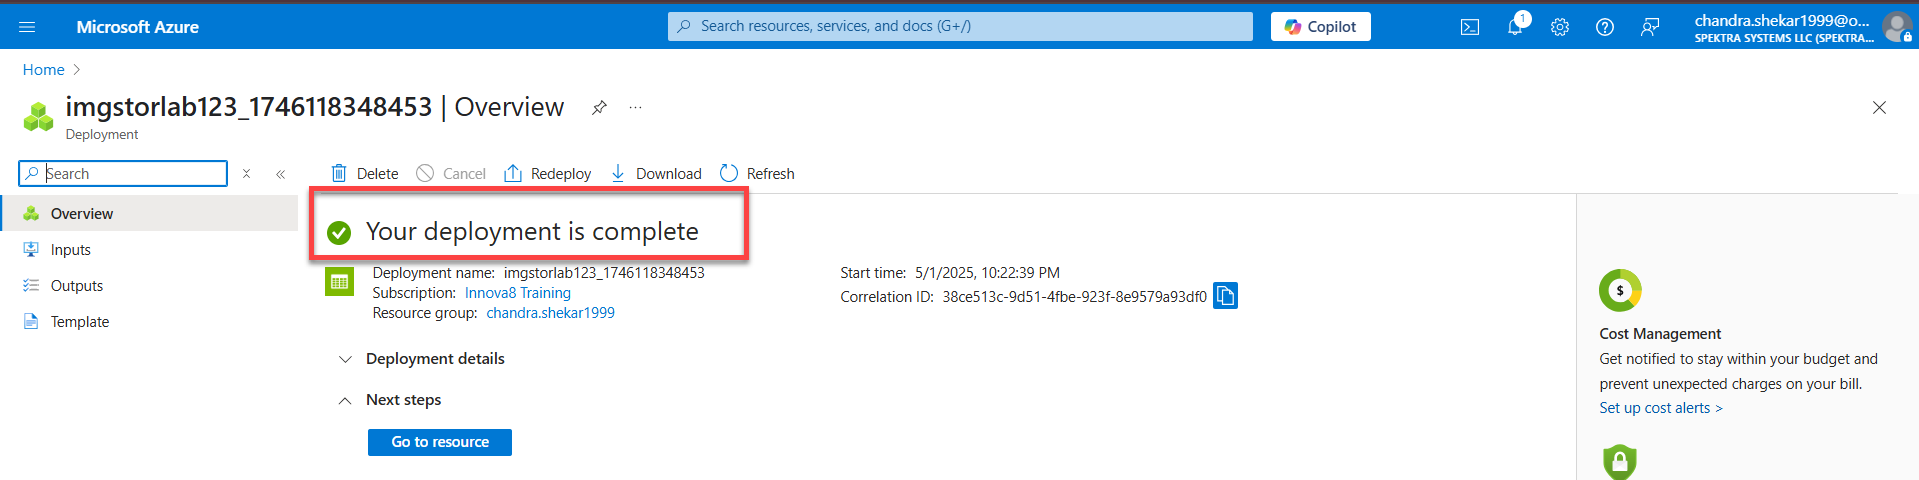 Microsoft Azure
Search resources, services, and docs (G+/)
Copilot
1
chandra.shekar1999@o...
SPEKTRA SYSTEMS LLC (SPEKTRA...
Home
imgstorlab123_1746118348453 | Overview
...
Deployment
Search
Delete
Cancel
Redeploy
Download
Refresh
Overview
Inputs
Outputs
Template
Your deployment is complete
Deployment name: imgstorlab123_1746118348453
Subscription: Innova8 Training
Resource group: chandra.shekar1999
Start time: 5/1/2025, 10:22:39 PM
Correlation ID: 38ce513c-9d51-4fbe-923f-8e9579a93df0
Deployment details
Next steps
Go to resource
$
Cost Management
Get notified to stay within your budget and
prevent unexpected charges on your bill.
Set up cost alerts >